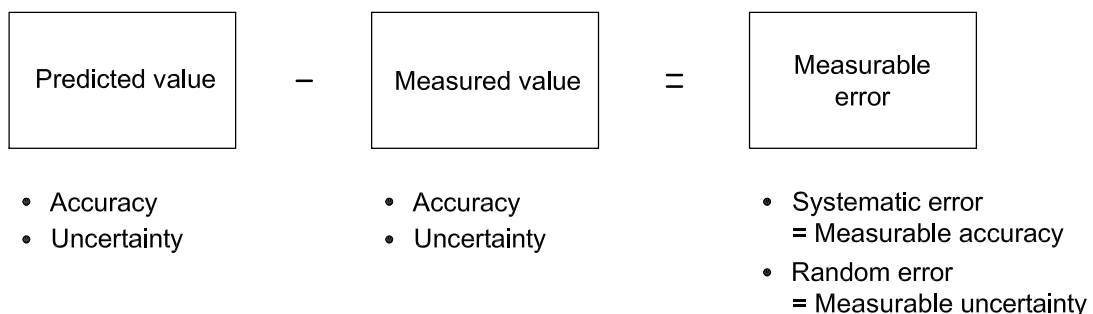 Predicted value
−
Measured value
=
Measurable
error
• Accuracy
• Uncertainty
• Accuracy
• Uncertainty
• Systematic error
= Measurable accuracy
• Random error
= Measurable uncertainty